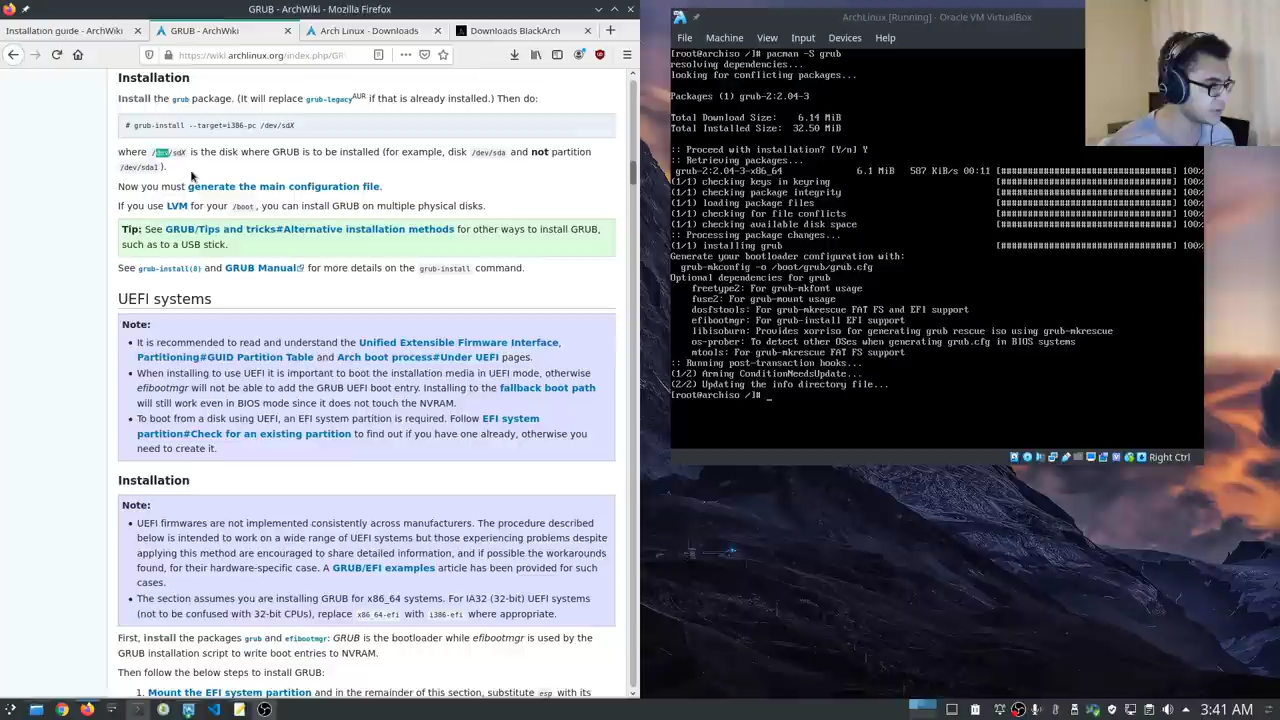 GRUB - ArchWiki - Mozilla Firefox
Installation guide - ArchWiki
GRUB - ArchWiki
Arch Linux - Downloads
Downloads BlackArch
https://wiki.archlinux.org/index.php/GR
Installation
Install the grub package. (It will replace grub-legacyAUR if that is already installed.) Then do:
# grub-install --target=i386-pc /dev/sdX
where /dev/sdX is the disk where GRUB is to be installed (for example, disk /dev/sda and not partition
/dev/sda1 ).
Now you must generate the main configuration file.
If you use LVM for your /boot, you can install GRUB on multiple physical disks.
Tip: See GRUB/Tips and tricks#Alternative installation methods for other ways to install GRUB,
such as to a USB stick.
See grub-install(8) and GRUB Manual for more details on the grub-install command.
UEFI systems
Note:
• It is recommended to read and understand the Unified Extensible Firmware Interface,
Partitioning#GUID Partition Table and Arch boot process#Under UEFI pages.
• When installing to use UEFI it is important to boot the installation media in UEFI mode, otherwise
efibootmgr will not be able to add the GRUB UEFI boot entry. Installing to the fallback boot path
will still work even in BIOS mode since it does not touch the NVRAM.
• To boot from a disk using UEFI, an EFI system partition is required. Follow EFI system
partition#Check for an existing partition to find out if you have one already, otherwise you
need to create it.
Installation
Note:
• UEFI firmwares are not implemented consistently across manufacturers. The procedure described
below is intended to work on a wide range of UEFI systems but those experiencing problems despite
applying this method are encouraged to share detailed information, and if possible the workarounds
found, for their hardware-specific case. A GRUB/EFI examples article has been provided for such
cases.
• The section assumes you are installing GRUB for x86_64 systems. For IA32 (32-bit) UEFI systems
(not to be confused with 32-bit CPUs), replace x86_64-efi with i386-efi where appropriate.
First, install the packages grub and efibootmgr: GRUB is the bootloader while efibootmgr is used by the
GRUB installation script to write boot entries to NVRAM.
Then follow the below steps to install GRUB:
1. Mount the EFI system partition and in the remainder of this section, substitute esp with its
ArchLinux [Running] - Oracle VM VirtualBox
File Machine View Input Devices Help
[root@archiso /]# pacman -S grub
resolving dependencies...
looking for conflicting packages...
Packages (1) grub-2:2.04-3
Total Download Size: 6.14 MiB
Total Installed Size: 32.50 MiB
:: Proceed with installation? [Y/n] Y
:: Retrieving packages...
grub-2:2.04-3-x86_64 6.1 MiB 587 KiB/s 00:11 [######################] 100%
(1/1) checking keys in keyring [######################] 100%
(1/1) checking package integrity [######################] 100%
(1/1) loading package files [######################] 100%
(1/1) checking for file conflicts [######################] 100%
(1/1) checking available disk space [######################] 100%
:: Processing package changes...
(1/1) installing grub [######################] 100%
Generate your bootloader configuration with:
grub-mkconfig -o /boot/grub/grub.cfg
Optional dependencies for grub
freetype2: For grub-mkfont usage
fuse2: For grub-mount usage
dosfstools: For grub-mkrescue FAT FS and EFI support
efibootmgr: For grub-install EFI support
libisoburn: Provides xorriso for generating grub rescue iso using grub-mkrescue
os-prober: To detect other OSes when generating grub.cfg in BIOS systems
mtools: For grub-mkrescue FAT FS support
:: Running post-transaction hooks...
(1/2) Arming ConditionNeedsUpdate...
(2/2) Updating the info directory file...
[root@archiso /]# _
Right Ctrl
3:41 AM